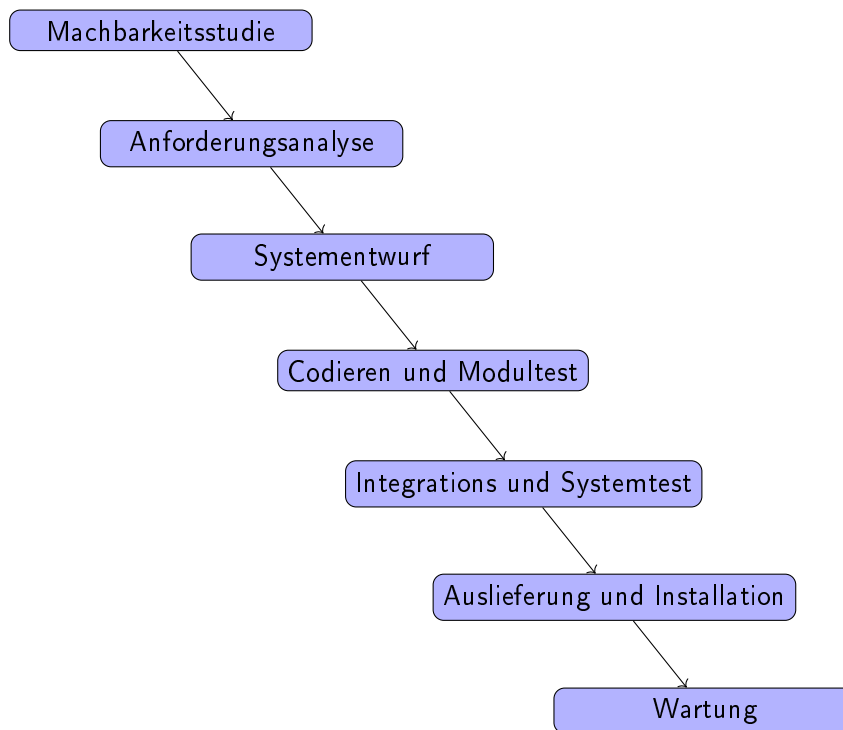 Machbarkeitsstudie
Anforderungsanalyse
Systementwurf
Codieren und Modultest
Integrations und Systemtest
Auslieferung und Installation
Wartung